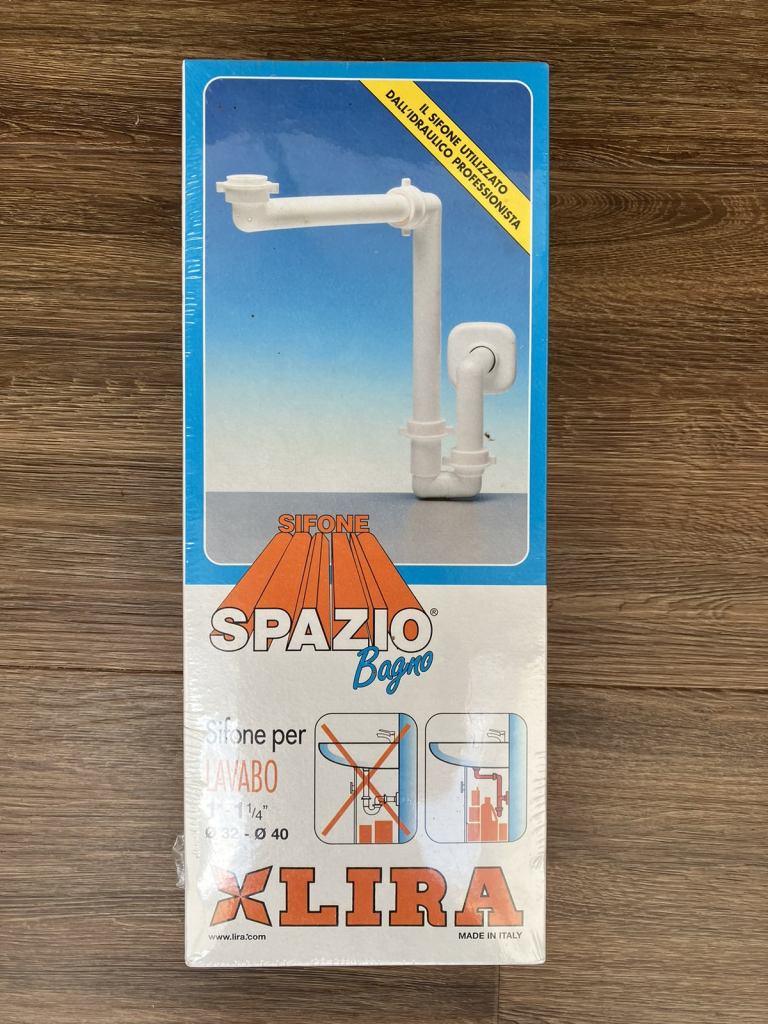 IL SIFONE UTILIZZATO
DALL'IDRAULICO PROFESSIONISTA
SIFONE
SPAZIO®
Bagno
Sifone per
LAVABO
1" - 1 1/4"
Ø 32 - Ø 40
LIRA
www.lira.com
MADE IN ITALY